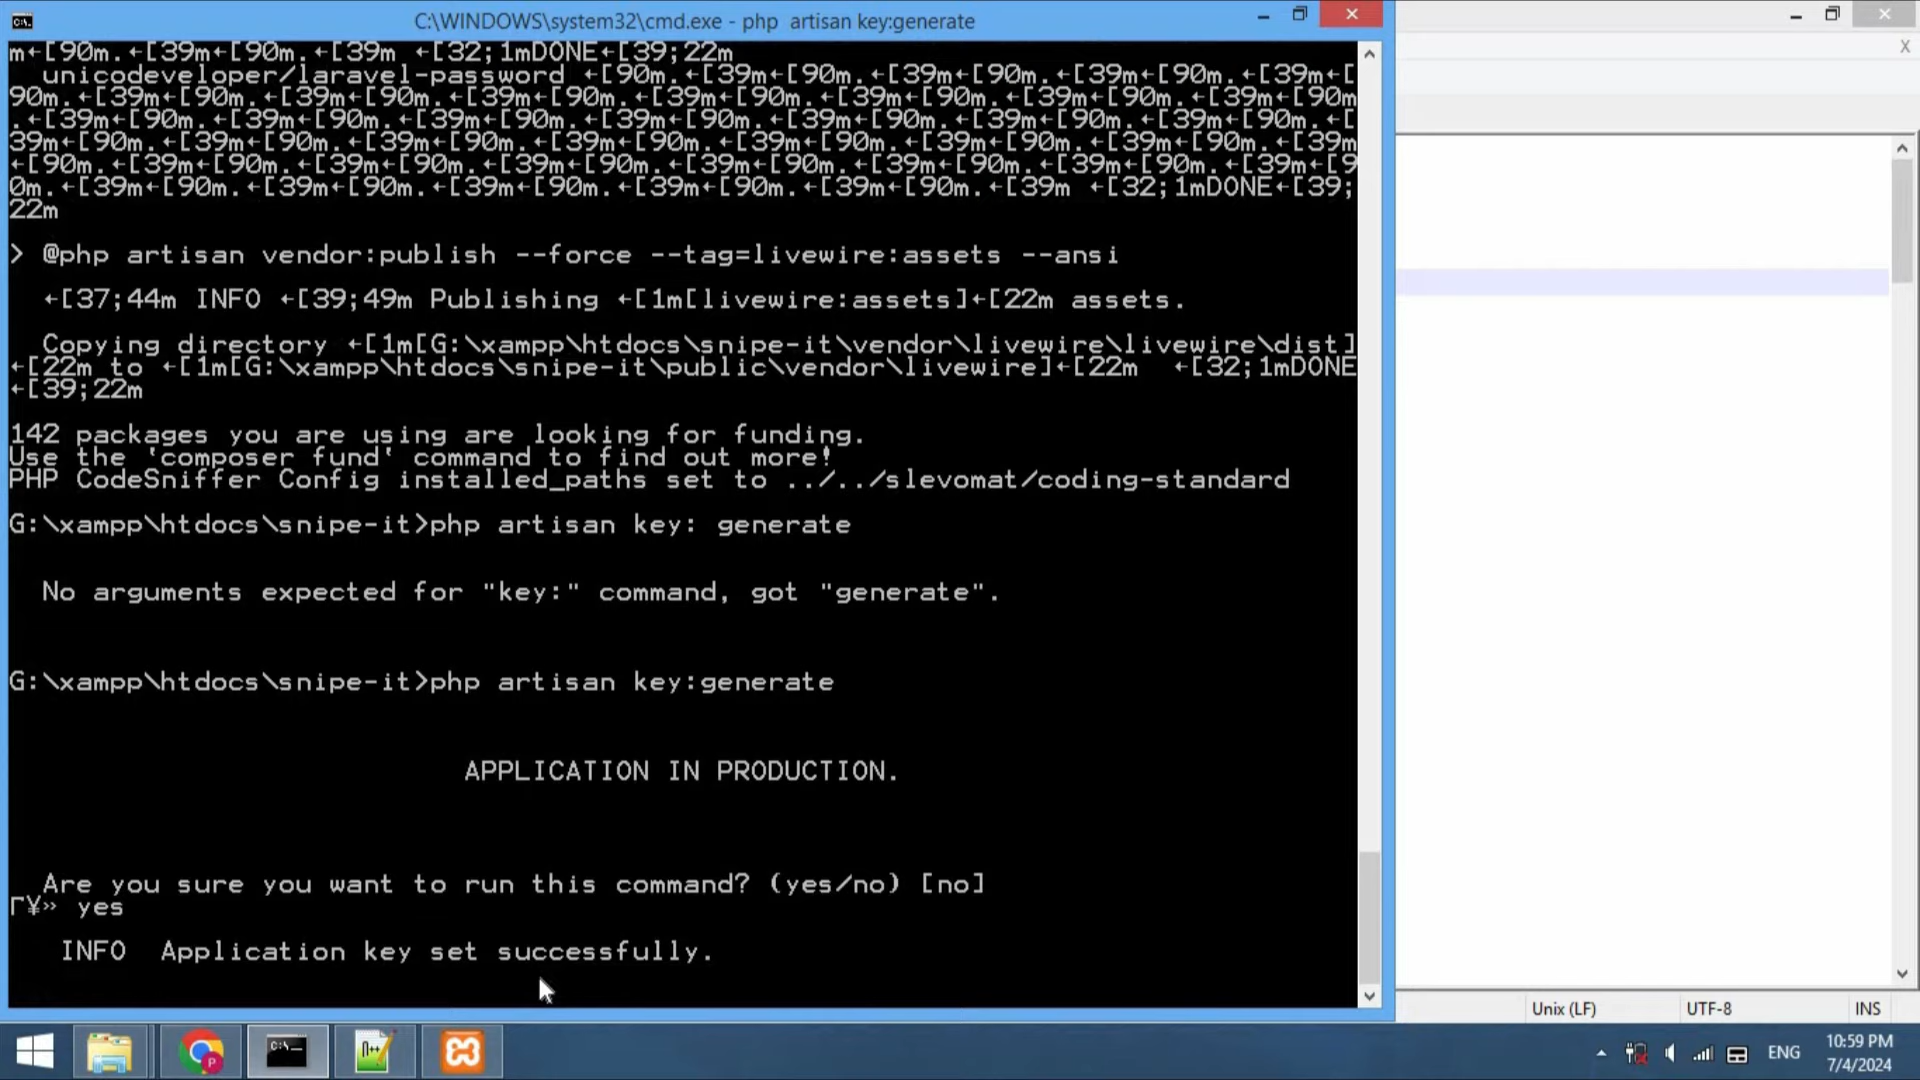 C:\WINDOWS\system32\cmd.exe - php  artisan key:generate
m←[90m.←[39m←[90m.←[39m ←[32;1mDONE←[39;22m
unicodeveloper/laravel-password ←[90m.←[39m←[90m.←[39m←[90m.←[39m←[90m.←[39m←[
90m.←[39m←[90m.←[39m←[90m.←[39m←[90m.←[39m←[90m.←[39m←[90m.←[39m←[90m.←[39m←[90m
.←[39m←[90m.←[39m←[90m.←[39m←[90m.←[39m←[90m.←[39m←[90m.←[39m←[90m.←[39m←[90m.←[
39m←[90m.←[39m←[90m.←[39m←[90m.←[39m←[90m.←[39m←[90m.←[39m←[90m.←[39m←[90m.←[39m
←[90m.←[39m←[90m.←[39m←[90m.←[39m←[90m.←[39m←[90m.←[39m←[90m.←[39m←[90m.←[39m←[9
0m.←[39m←[90m.←[39m←[90m.←[39m←[90m.←[39m←[90m.←[39m←[90m.←[39m ←[32;1mDONE←[39;
22m
> @php artisan vendor:publish --force --tag=livewire:assets --ansi
←[37;44m INFO ←[39;49m Publishing ←[1m[livewire:assets]←[22m assets.
Copying directory ←[1m[G:\xampp\htdocs\snipe-it\vendor\livewire\livewire\dist]
←[22m to ←[1m[G:\xampp\htdocs\snipe-it\public\vendor\livewire]←[22m  ←[32;1mDONE
←[39;22m
142 packages you are using are looking for funding.
Use the 'composer fund' command to find out more!
PHP CodeSniffer Config installed_paths set to ../../slevomat/coding-standard
G:\xampp\htdocs\snipe-it>php artisan key: generate
No arguments expected for "key:" command, got "generate".
G:\xampp\htdocs\snipe-it>php artisan key:generate
APPLICATION IN PRODUCTION.
Are you sure you want to run this command? (yes/no) [no]
Γ¥» yes
INFO  Application key set successfully.
Unix (LF)
UTF-8
INS
ENG
10:59 PM
7/4/2024